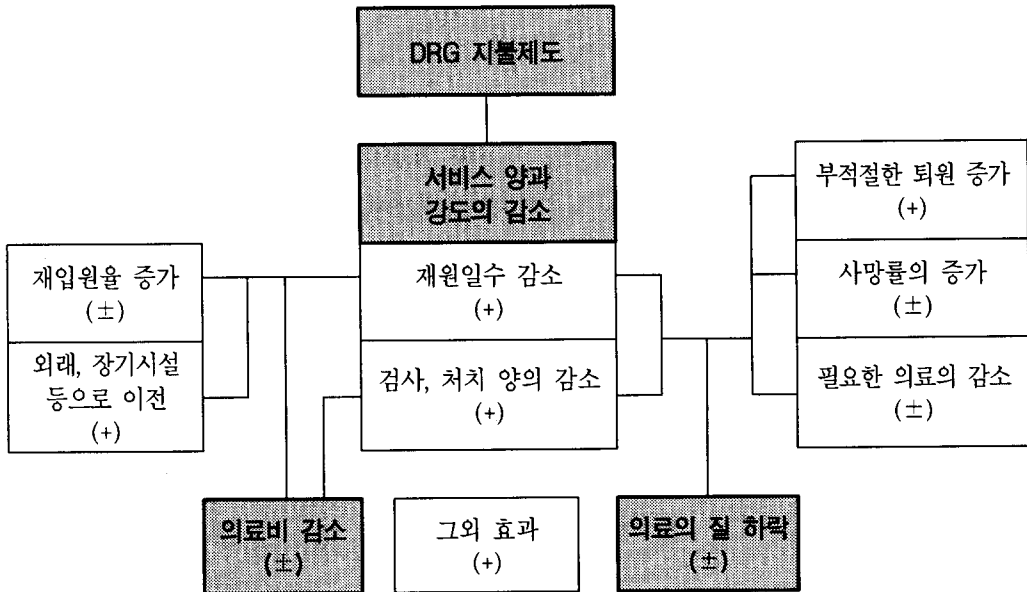 DRG 지불제도
서비스 양과
강도의 감소
재입원율 증가
(±)
외래, 장기시설
등으로 이전
(+)
재원일수 감소
(+)
검사, 처치 양의 감소
(+)
부적절한 퇴원 증가
(+)
사망률의 증가
(±)
필요한 의료의 감소
(±)
의료비 감소
(±)
그외 효과
(+)
의료의 질 하락
(±)